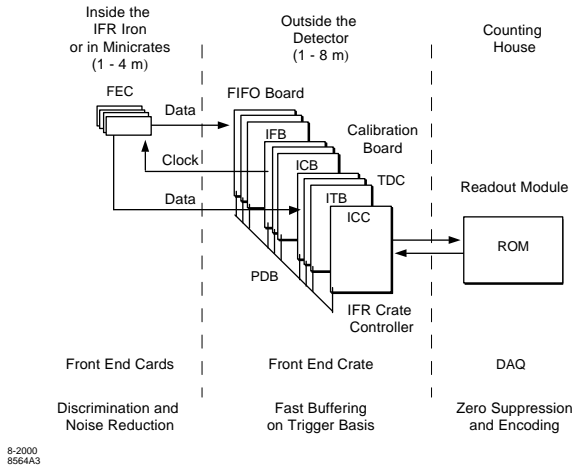 Inside the
IFR Iron
or in Minicrates
(1 - 4 m)
Outside the
Detector
(1 - 8 m)
Counting
House
FEC
FIFO Board
Data
IFB
Calibration
Board
Clock
ICB
TDC
Data
ITB
ICC
Readout Module
ROM
PDB
IFR Crate
Controller
Front End Cards
Front End Crate
DAQ
Discrimination and
Noise Reduction
Fast Buffering
on Trigger Basis
Zero Suppression
and Encoding
8-2000
8564A3